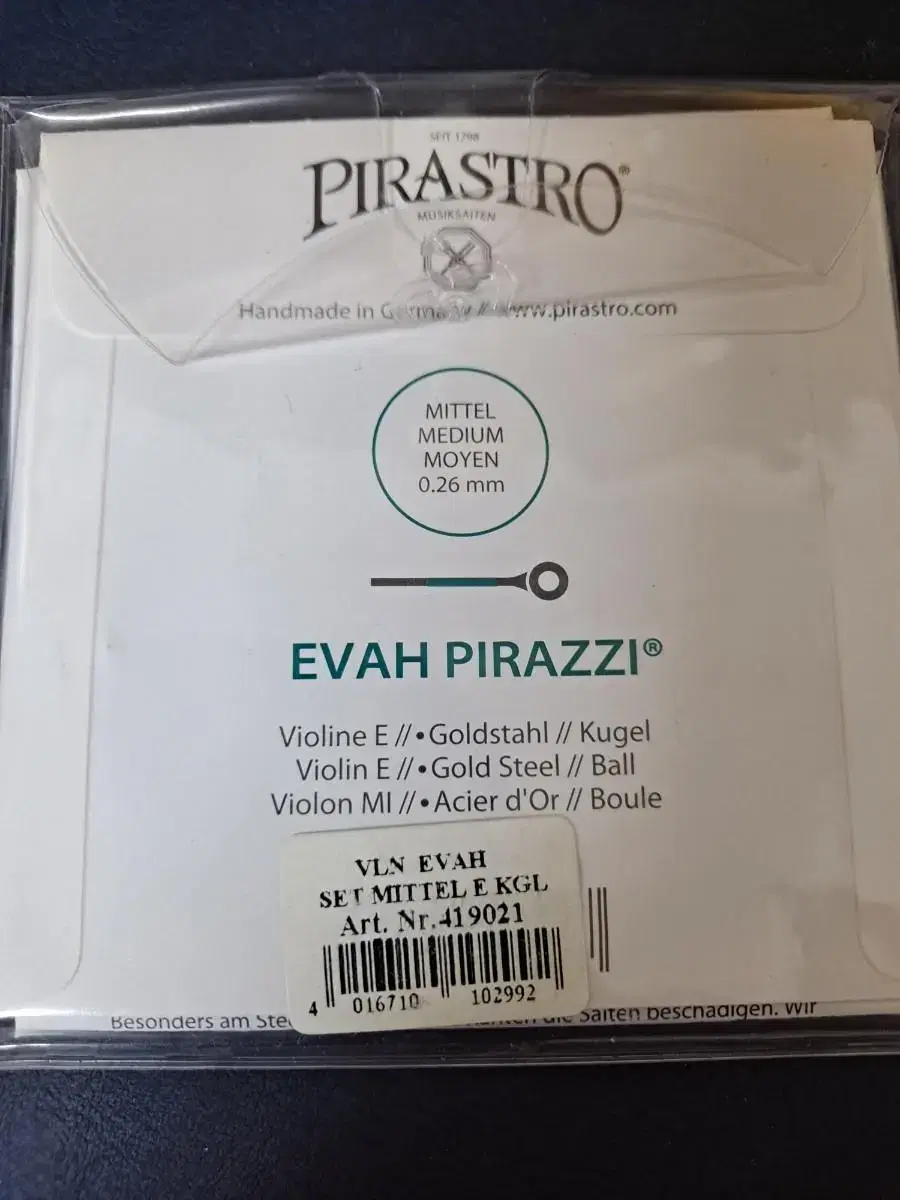 SEIT 1798
PIRASTRO®
MUSIKSAITEN
Handmade in Germany // www.pirastro.com
MITTEL
MEDIUM
MOYEN
0.26 mm
EVAH PIRAZZI®
Violine E // • Goldstahl // Kugel
Violin E // • Gold Steel // Ball
Violon MI // • Acier d'Or // Boule
VLN EVAH
SET MITTEL E KGL
Art. Nr.419021
4 016710 102992
Besonders am die Saiten beschädigen. Wir